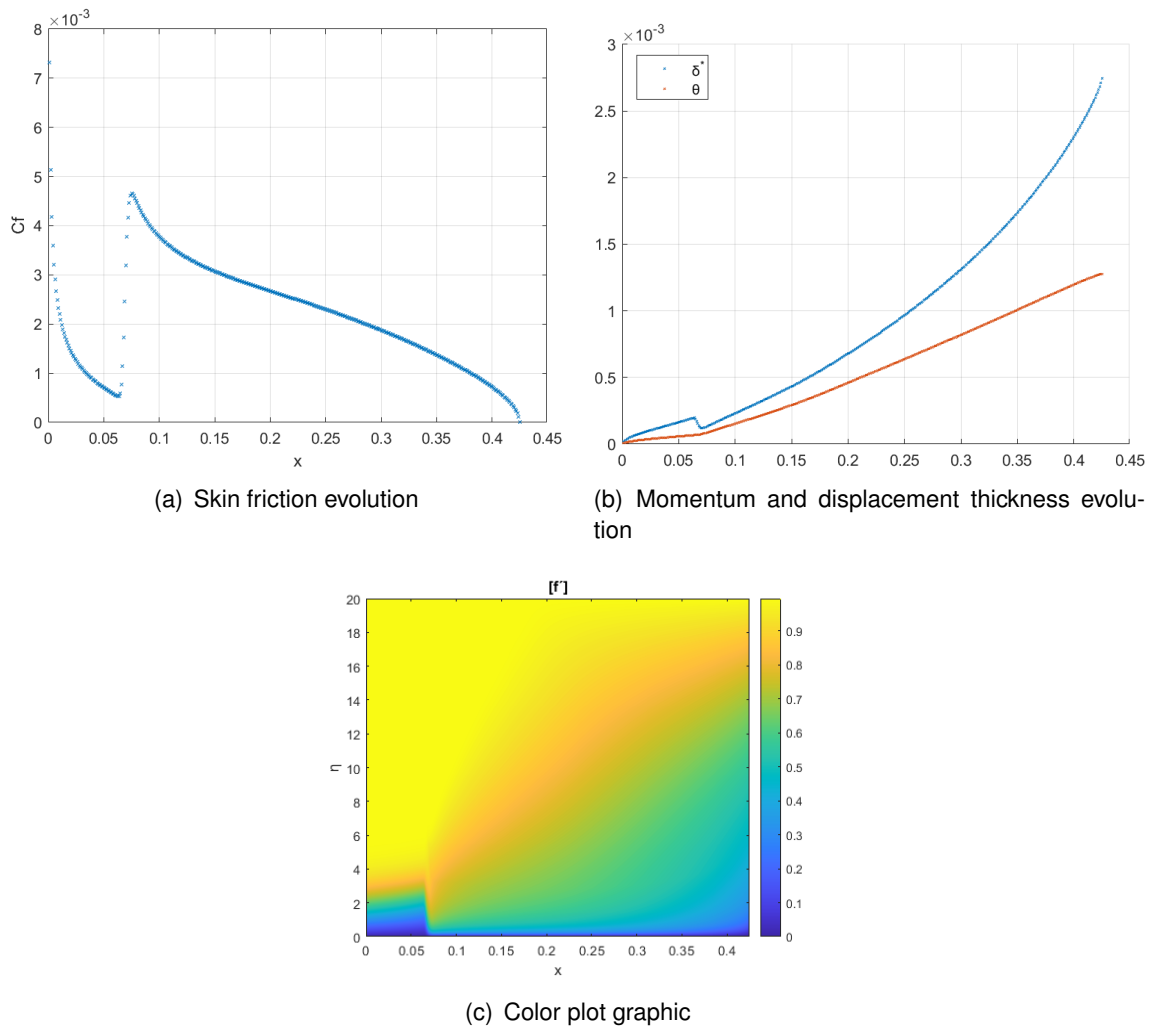 ×10⁻³
8
7
6
5
4
3
2
1
0
Cf
0 0.05 0.1 0.15 0.2 0.25 0.3 0.35 0.4 0.45
x
(a) Skin friction evolution
×10⁻³
3
2.5
2
1.5
1
0.5
0
δ*
θ
0 0.05 0.1 0.15 0.2 0.25 0.3 0.35 0.4 0.45
(b) Momentum and displacement thickness evolu-
tion
[f´]
20
18
16
14
12
10
8
6
4
2
0
η
0 0.05 0.1 0.15 0.2 0.25 0.3 0.35 0.4
x
0.9
0.8
0.7
0.6
0.5
0.4
0.3
0.2
0.1
0
(c) Color plot graphic